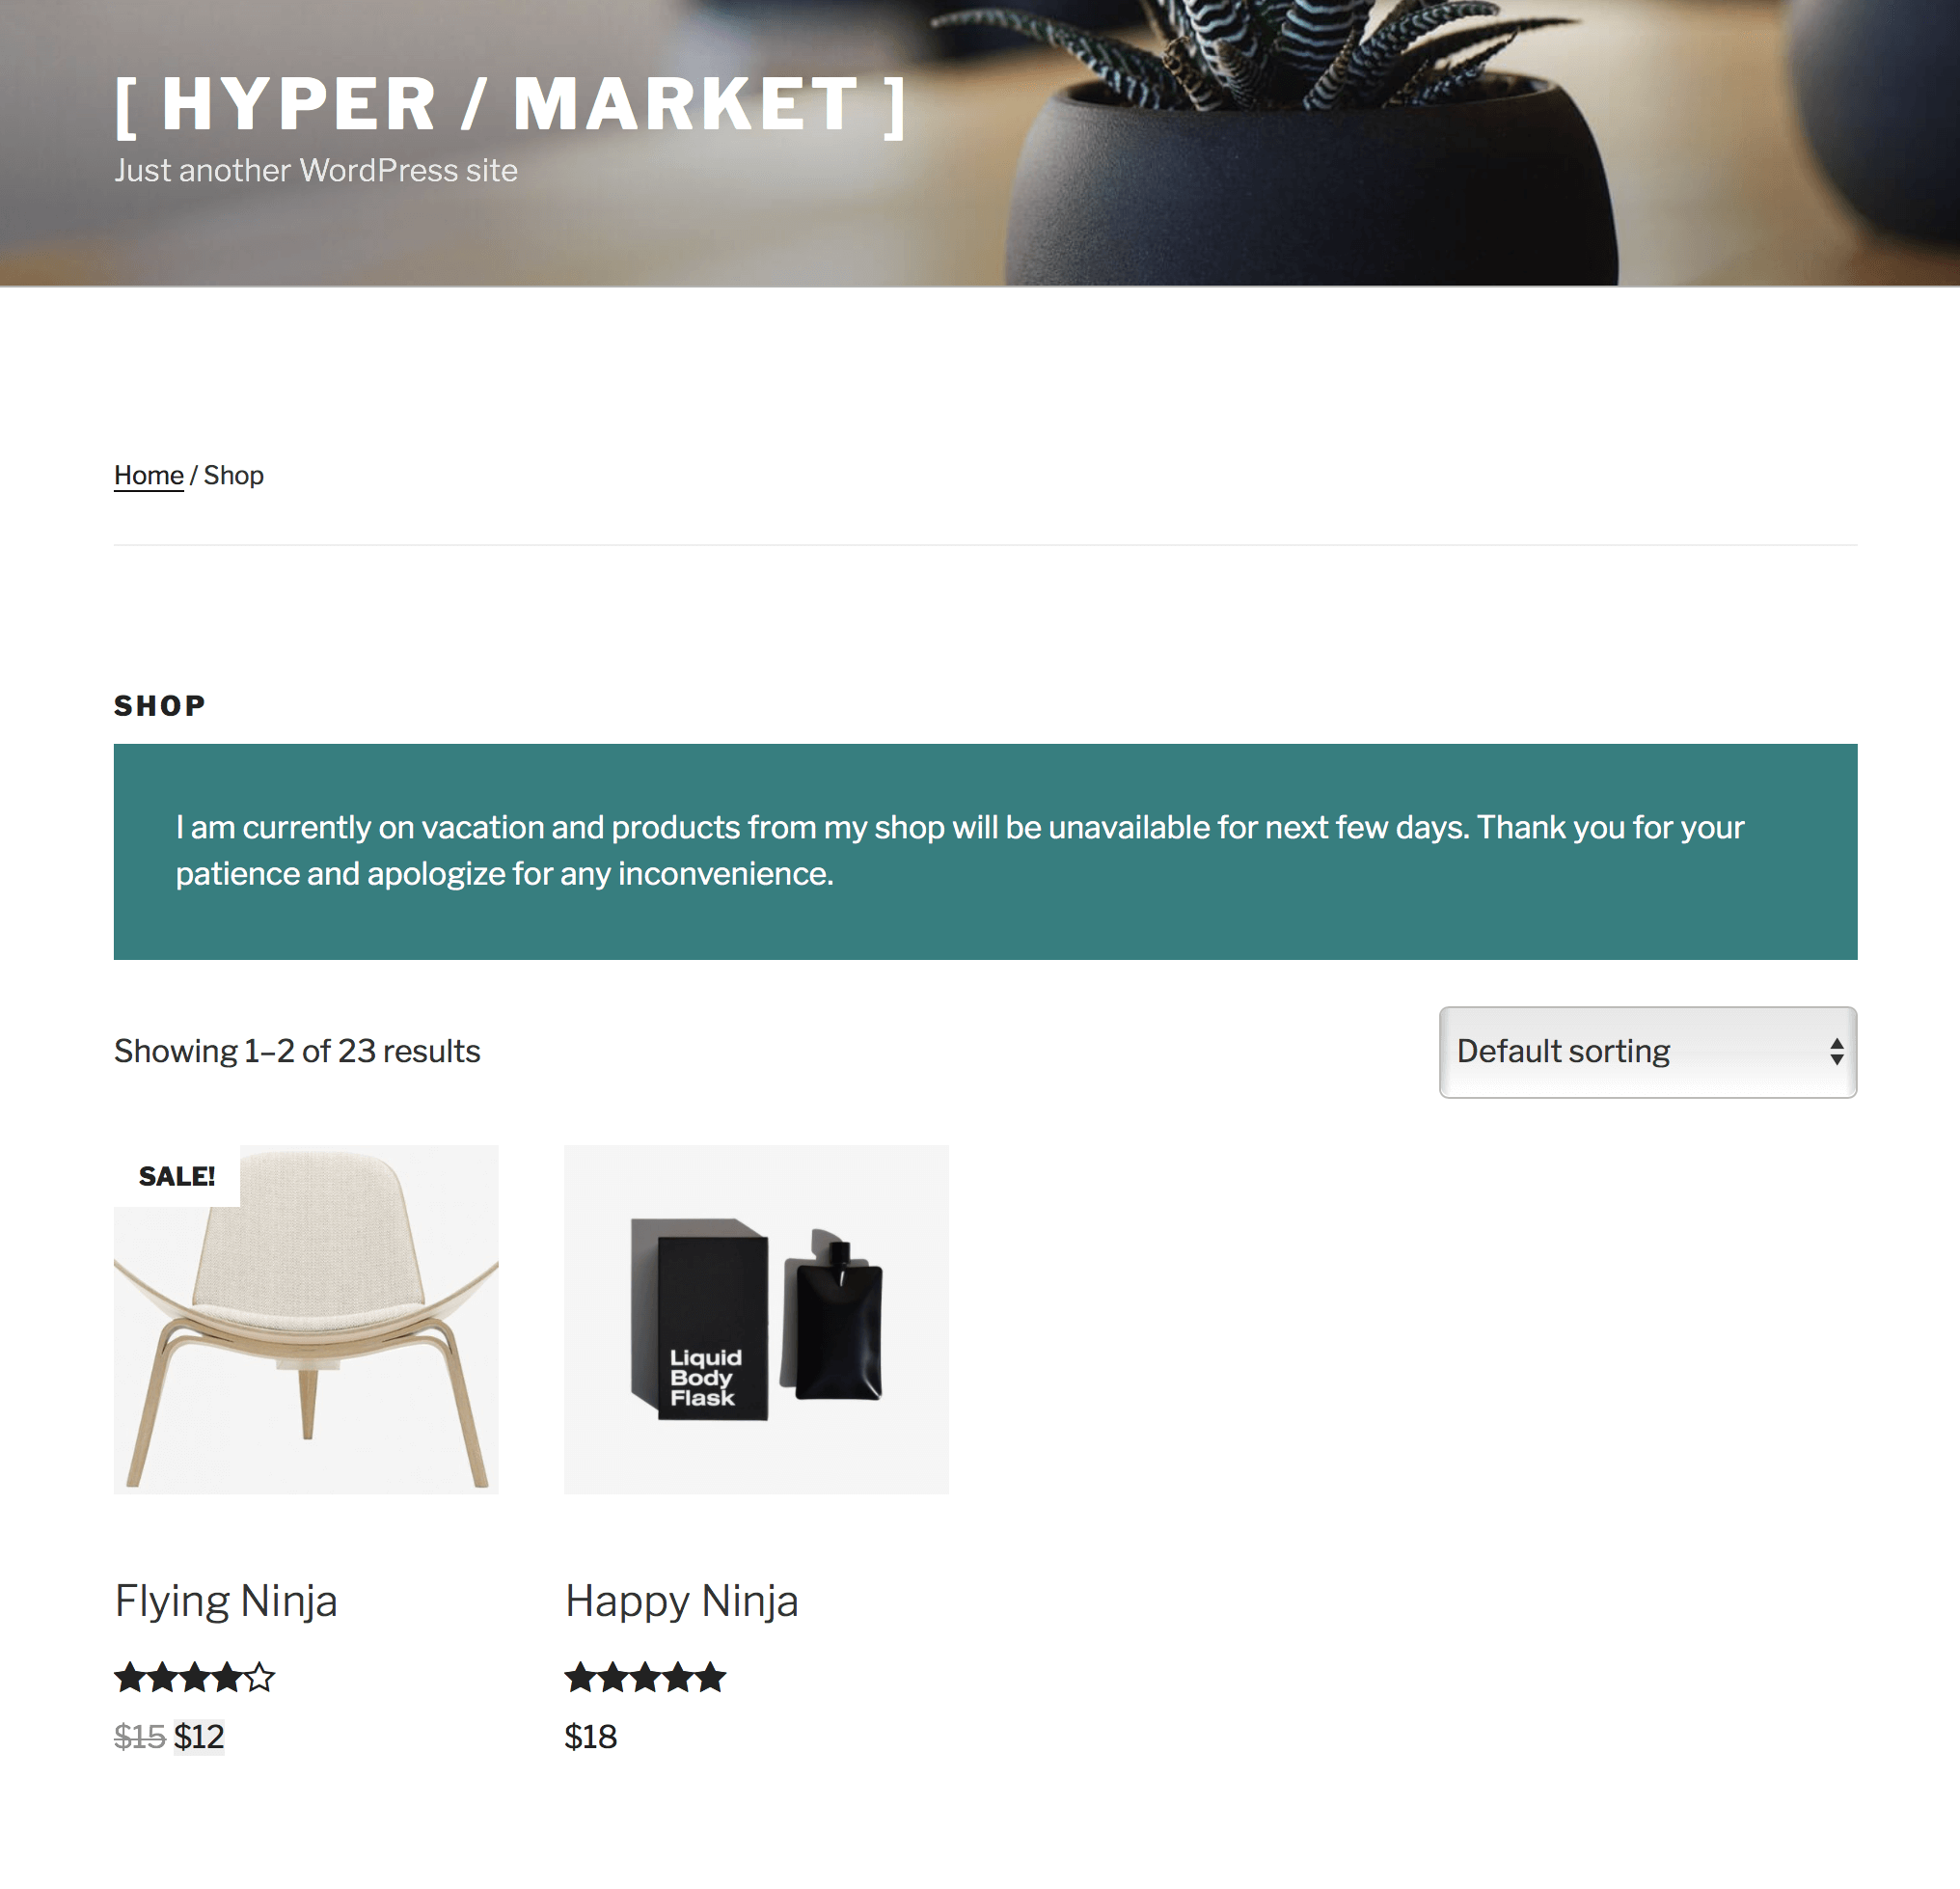 [ HYPER / MARKET ]
Just another WordPress site
Home / Shop
SHOP
I am currently on vacation and products from my shop will be unavailable for next few days. Thank you for your
patience and apologize for any inconvenience.
Showing 1–2 of 23 results
Default sorting
SALE!
Liquid
Body
Flask
Flying Ninja
Happy Ninja
$15 $12
$18